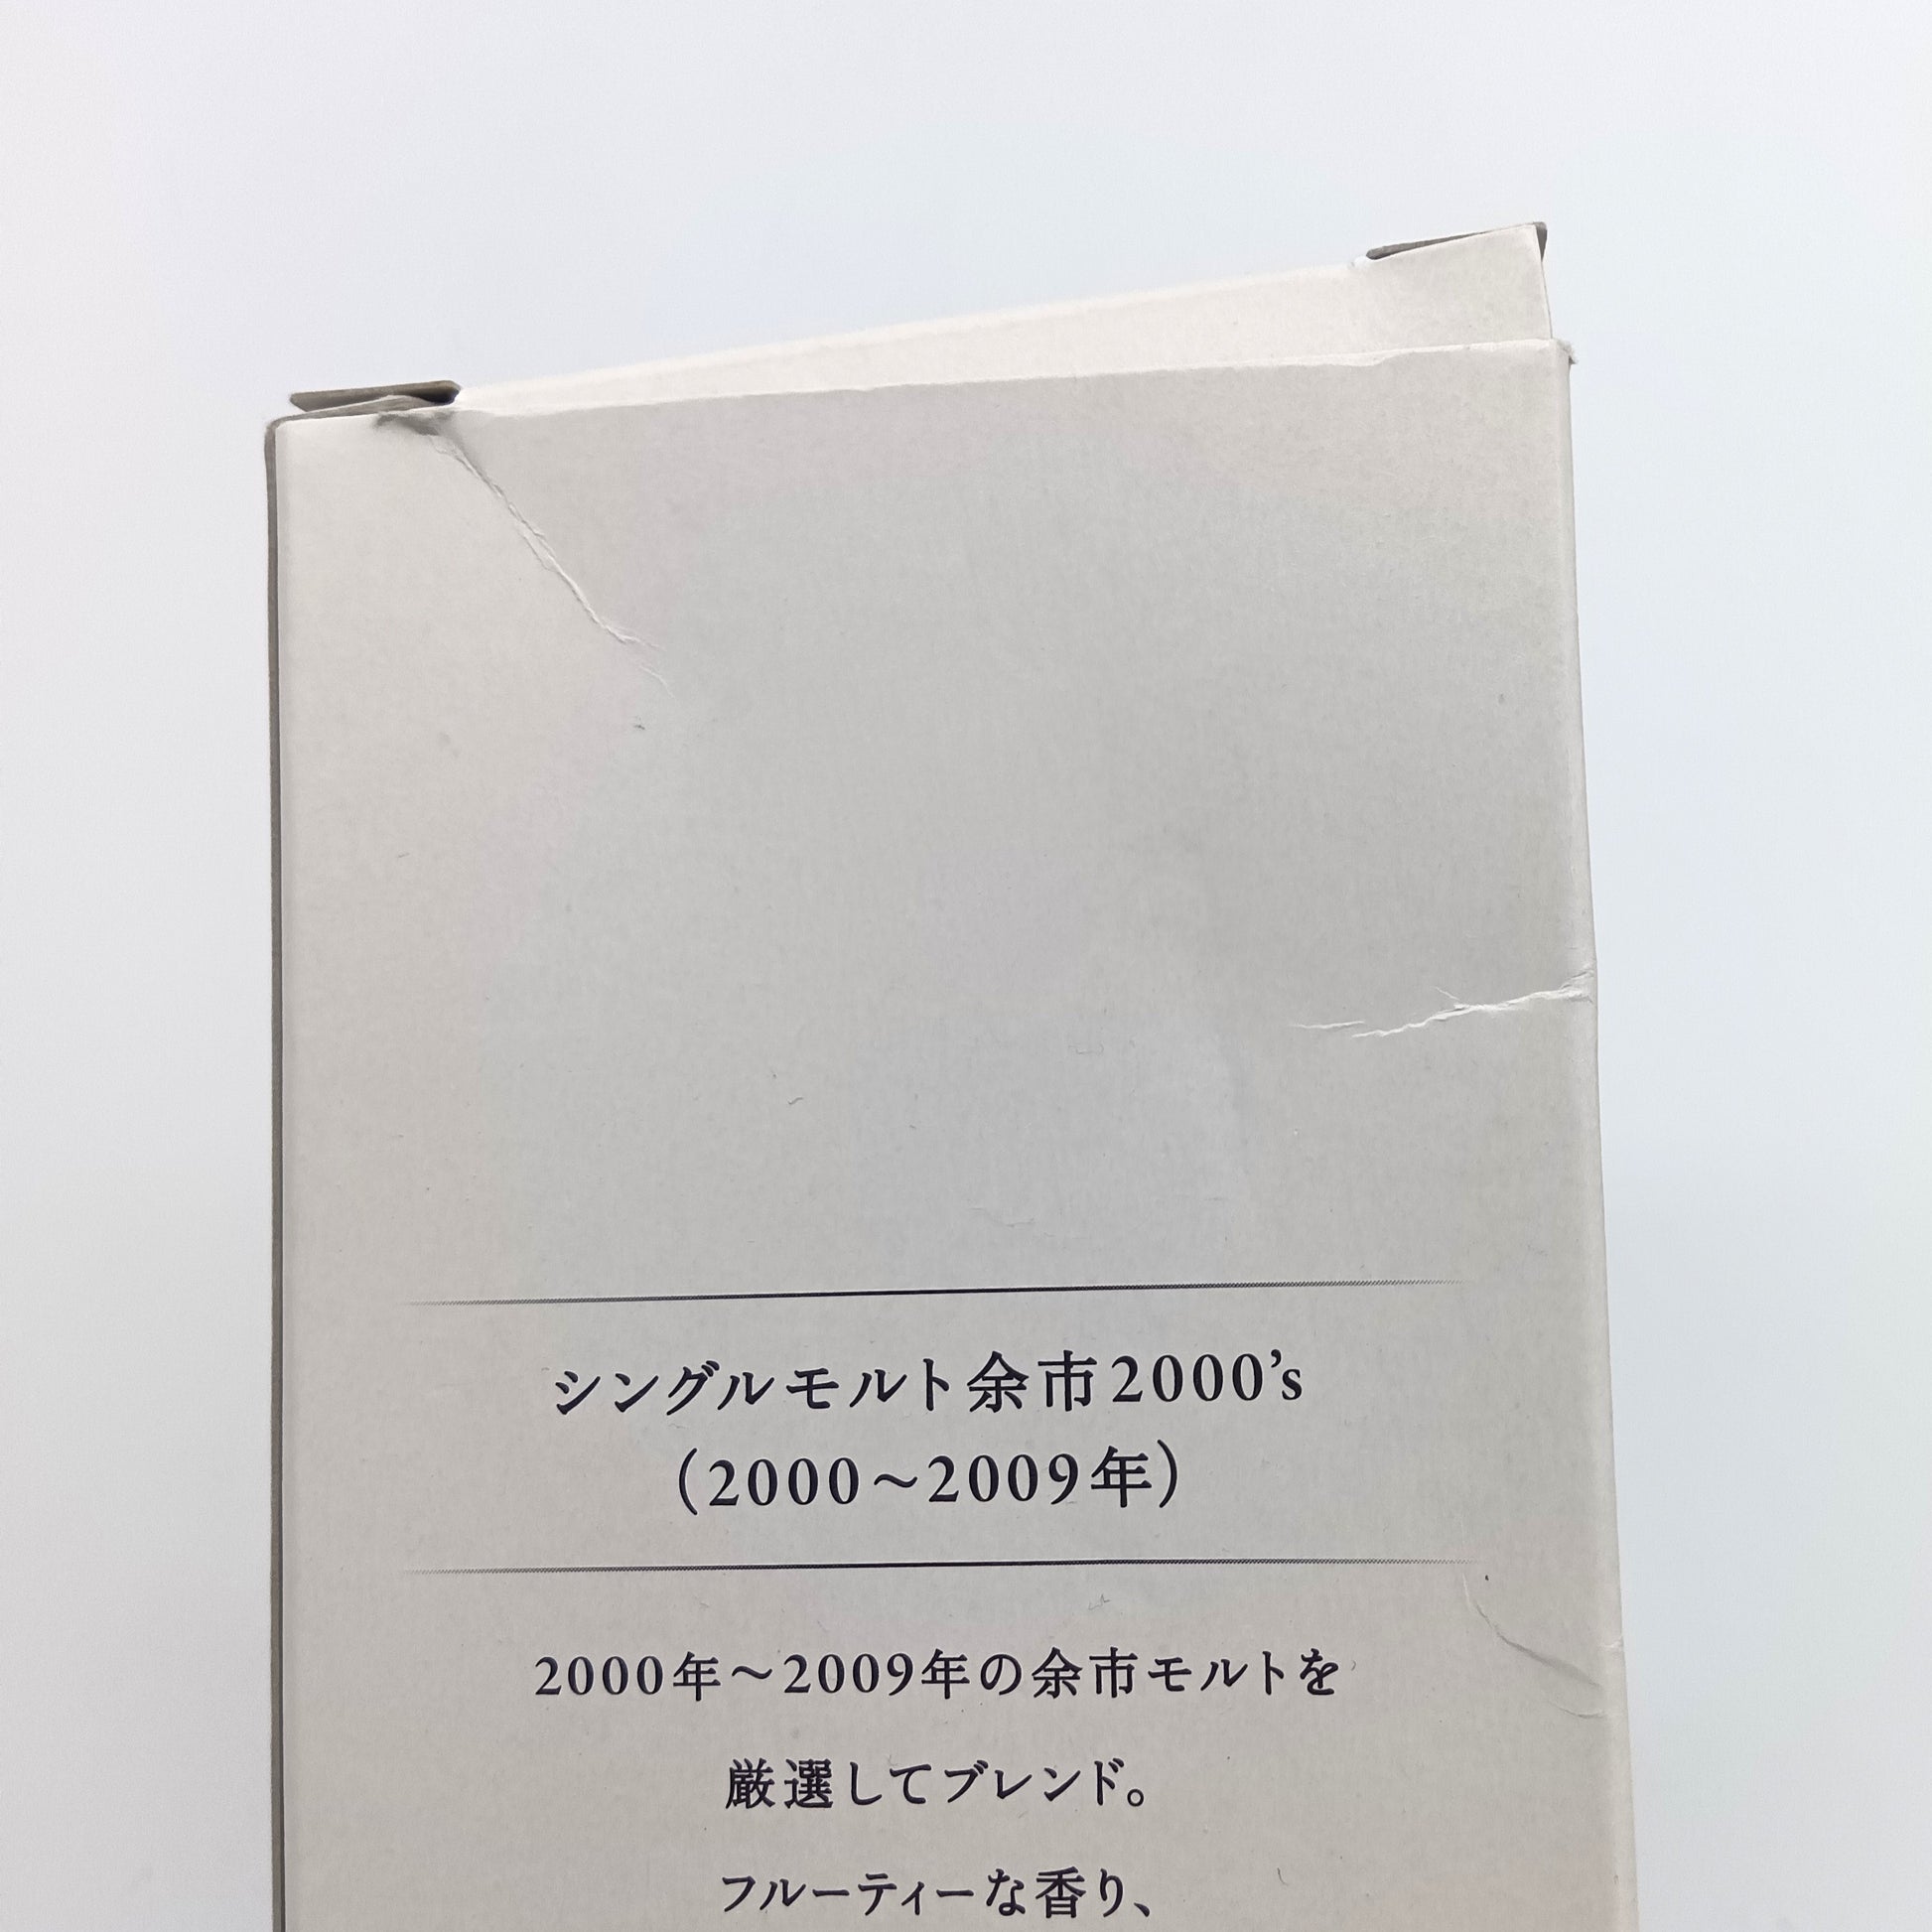 シングルモルト余市2000’s
（2000～2009年）
2000年～2009年の余市モルトを
厳選してブレンド。
フルーティーな香り、